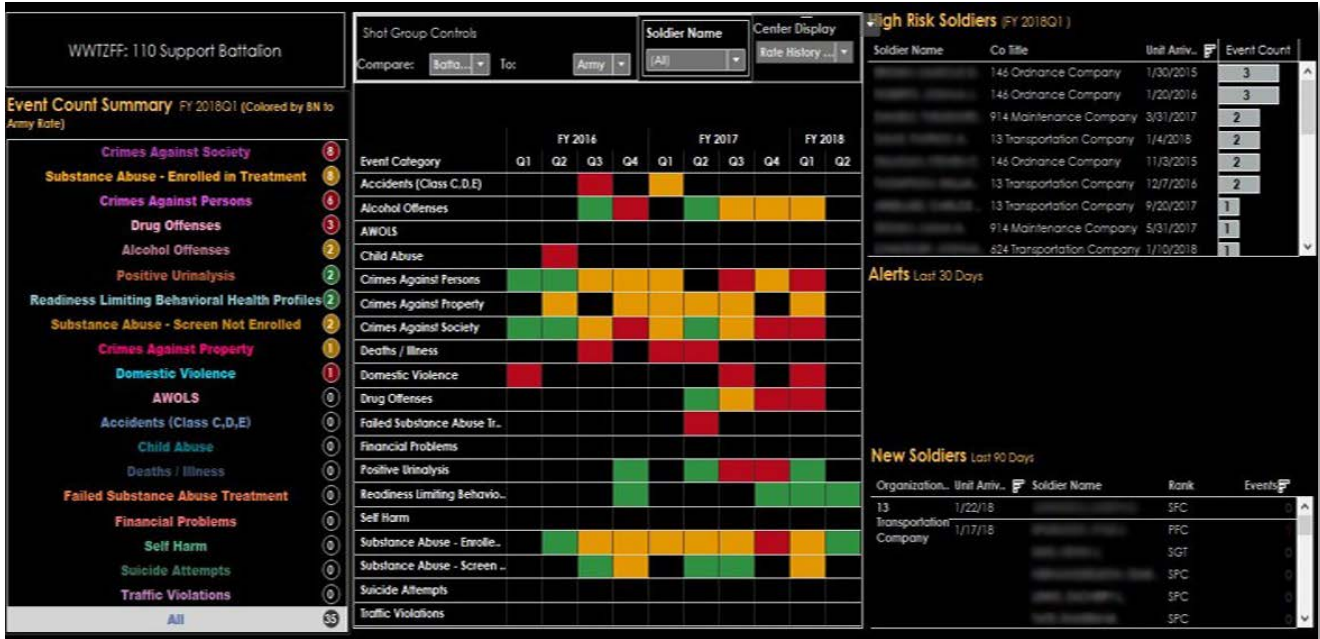 WWTZFF: 110 Support Battalion
Event Count Summary FY 2018Q1 (Colored by BN to
Army Rate)
Crimes Against Society 8
Substance Abuse - Enrolled in Treatment 8
Crimes Against Persons 6
Drug Offenses 3
Alcohol Offenses 2
Positive Urinalysis 2
Readiness Limiting Behavioral Health Profiles 2
Substance Abuse - Screen Not Enrolled 2
Crimes Against Property 1
Domestic Violence 1
AWOLS 0
Accidents (Class C,D,E) 0
Child Abuse 0
Deaths / Illness 0
Failed Substance Abuse Treatment 0
Financial Problems 0
Self Harm 0
Suicide Attempts 0
Traffic Violations 0
All 35
Shot Group Controls
Compare: Batta... To: Army
Soldier Name
(All)
Center Display
Rate History ...
FY 2016 FY 2017 FY 2018
Event Category Q1 Q2 Q3 Q4 Q1 Q2 Q3 Q4 Q1 Q2
Accidents (Class C,D,E)
Alcohol Offenses
AWOLS
Child Abuse
Crimes Against Persons
Crimes Against Property
Crimes Against Society
Deaths / Illness
Domestic Violence
Drug Offenses
Failed Substance Abuse Tr..
Financial Problems
Positive Urinalysis
Readiness Limiting Behavio..
Self Harm
Substance Abuse - Enrolle..
Substance Abuse - Screen ..
Suicide Attempts
Traffic Violations
High Risk Soldiers (FY 2018Q1 )
Soldier Name Co Title Unit Arriv.. Event Count
146 Ordnance Company 1/30/2015 3
146 Ordnance Company 1/20/2016 3
914 Maintenance Company 3/31/2017 2
13 Transportation Company 1/4/2018 2
146 Ordnance Company 11/3/2015 2
13 Transportation Company 12/7/2016 2
13 Transportation Company 9/20/2017 1
914 Maintenance Company 5/31/2017 1
624 Transportation Company 1/10/2018 1
Alerts Last 30 Days
New Soldiers Last 90 Days
Organization.. Unit Arriv.. Soldier Name Rank Events
13 1/22/18 SFC 0
Transportation 1/17/18 PFC
Company
SGT 0
SPC 0
SPC 0
SPC 0